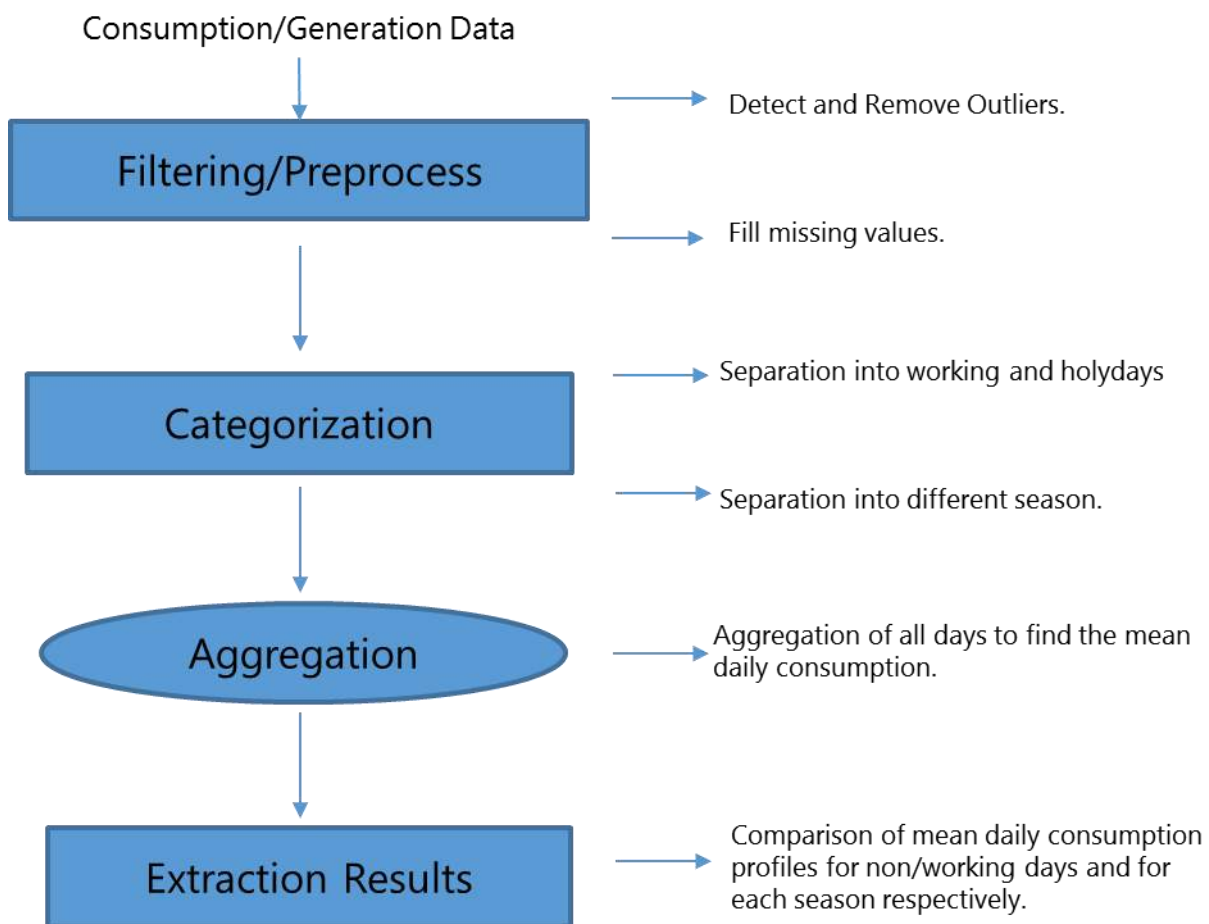 Consumption/Generation Data
Detect and Remove Outliers.
Filtering/Preprocess
Fill missing values.
Separation into working and holydays
Categorization
Separation into different season.
Aggregation
Aggregation of all days to find the mean
daily consumption.
Extraction Results
Comparison of mean daily consumption
profiles for non/working days and for
each season respectively.